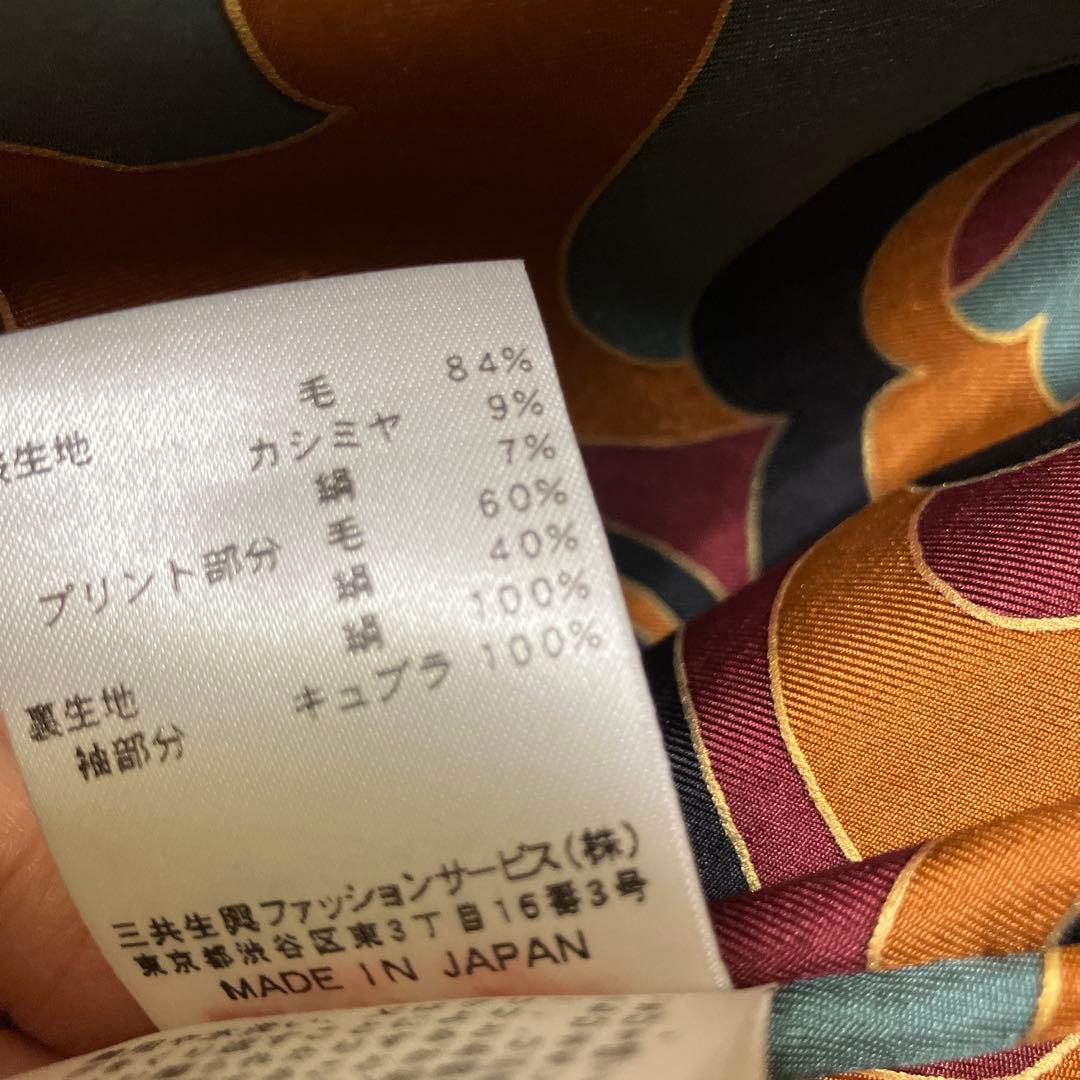 表生地 毛 84%
カシミヤ 9%
絹 7%
プリント部分 毛 60%
絹 40%
裏生地 絹 100%
袖部分 キュプラ 100%
三共生興ファッションサービス(株)
東京都渋谷区東3丁目16番3号
MADE IN JAPAN